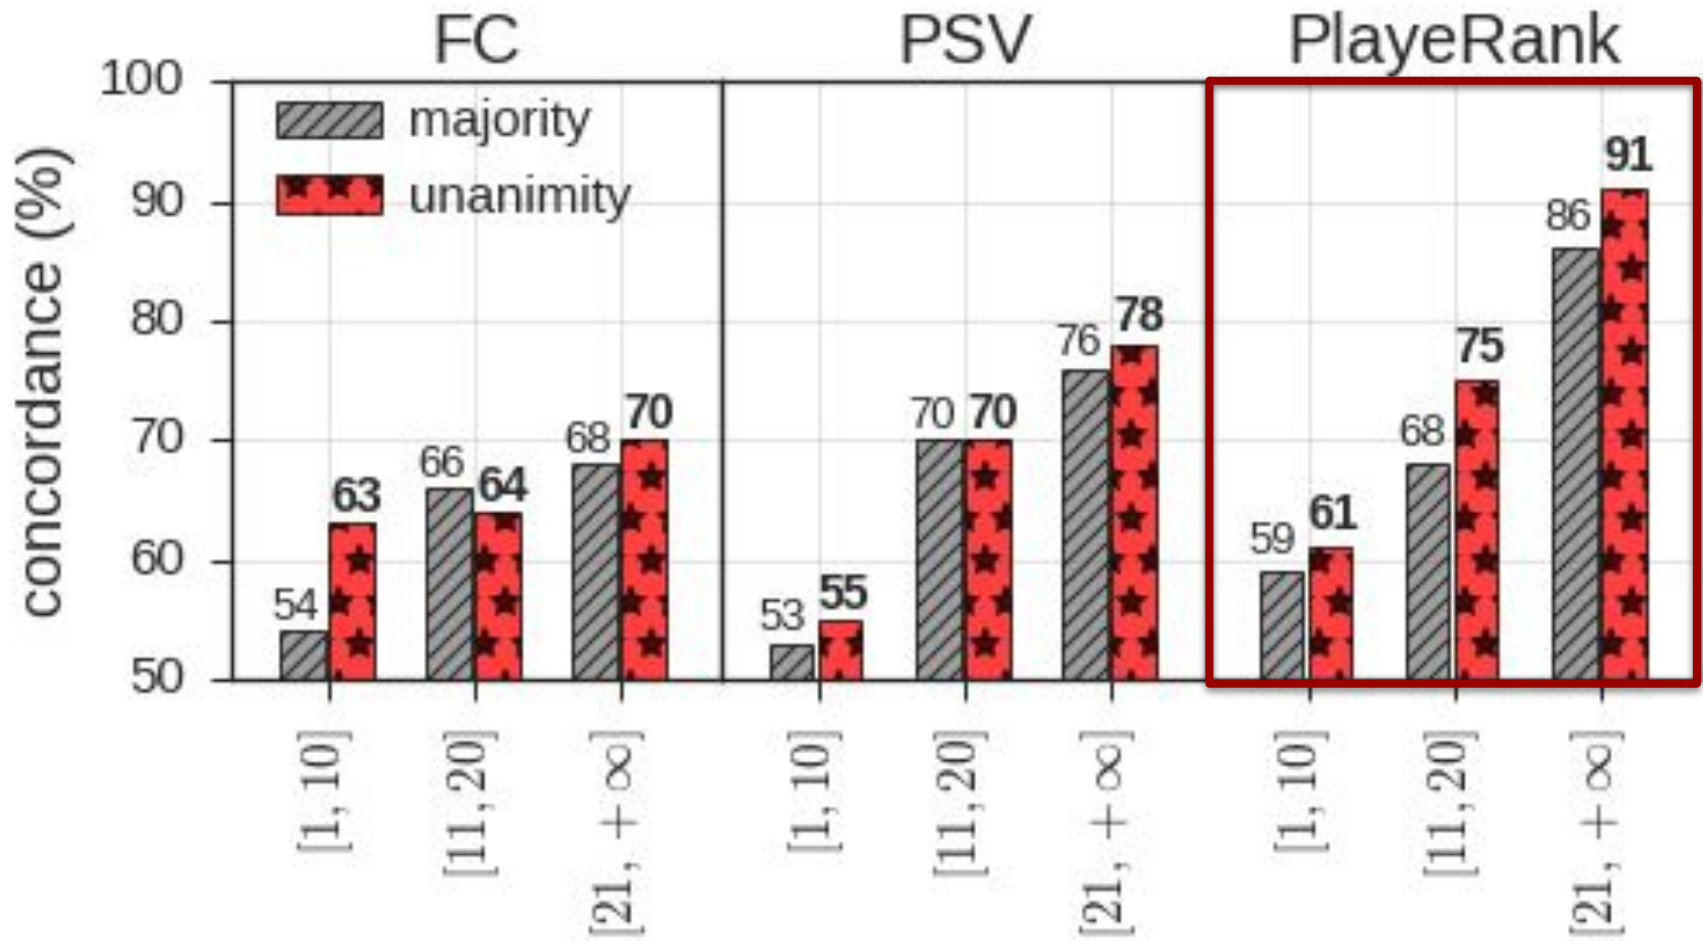 FC PSV PlayeRank
concordance (%)
100
90
80
70
60
50
majority
unanimity
54 63 66 64 68 70
53 55 70 70 76 78
59 61 68 75 86 91
[1, 10] [11, 20] [21, +∞]
[1, 10] [11, 20] [21, +∞]
[1, 10] [11, 20] [21, +∞]